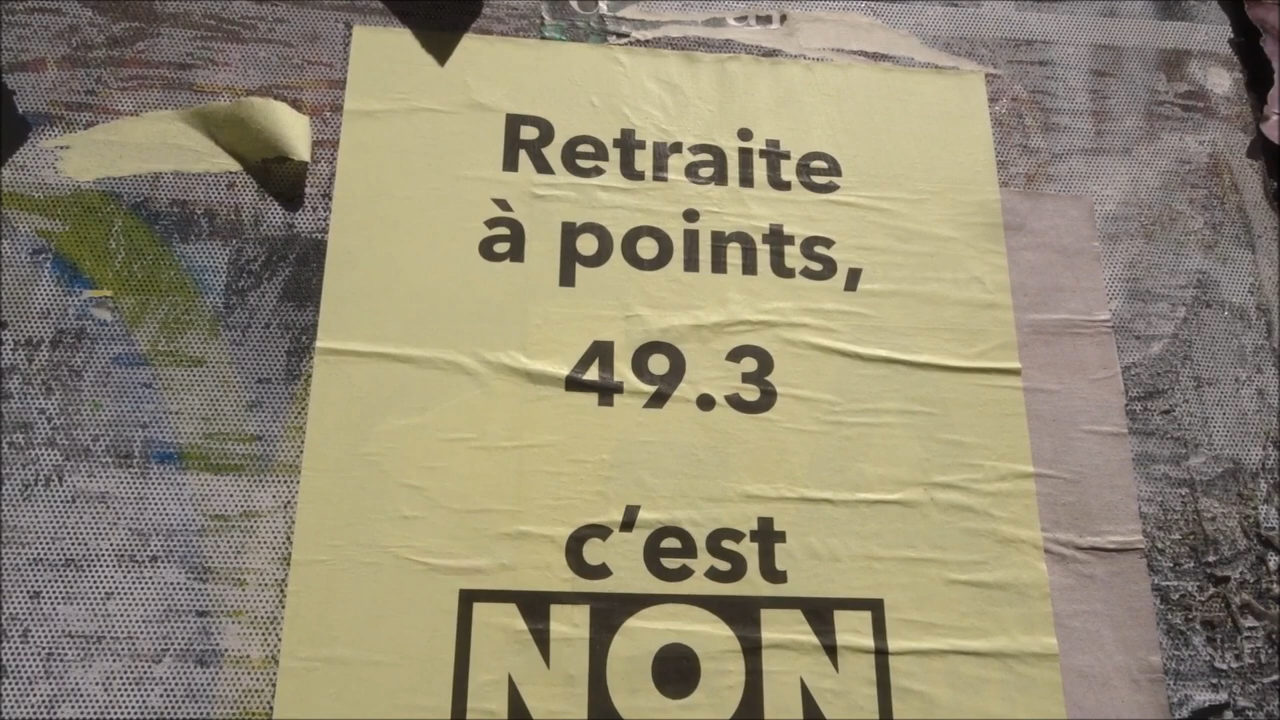 Retraite
à points,
49.3
c'est
NON